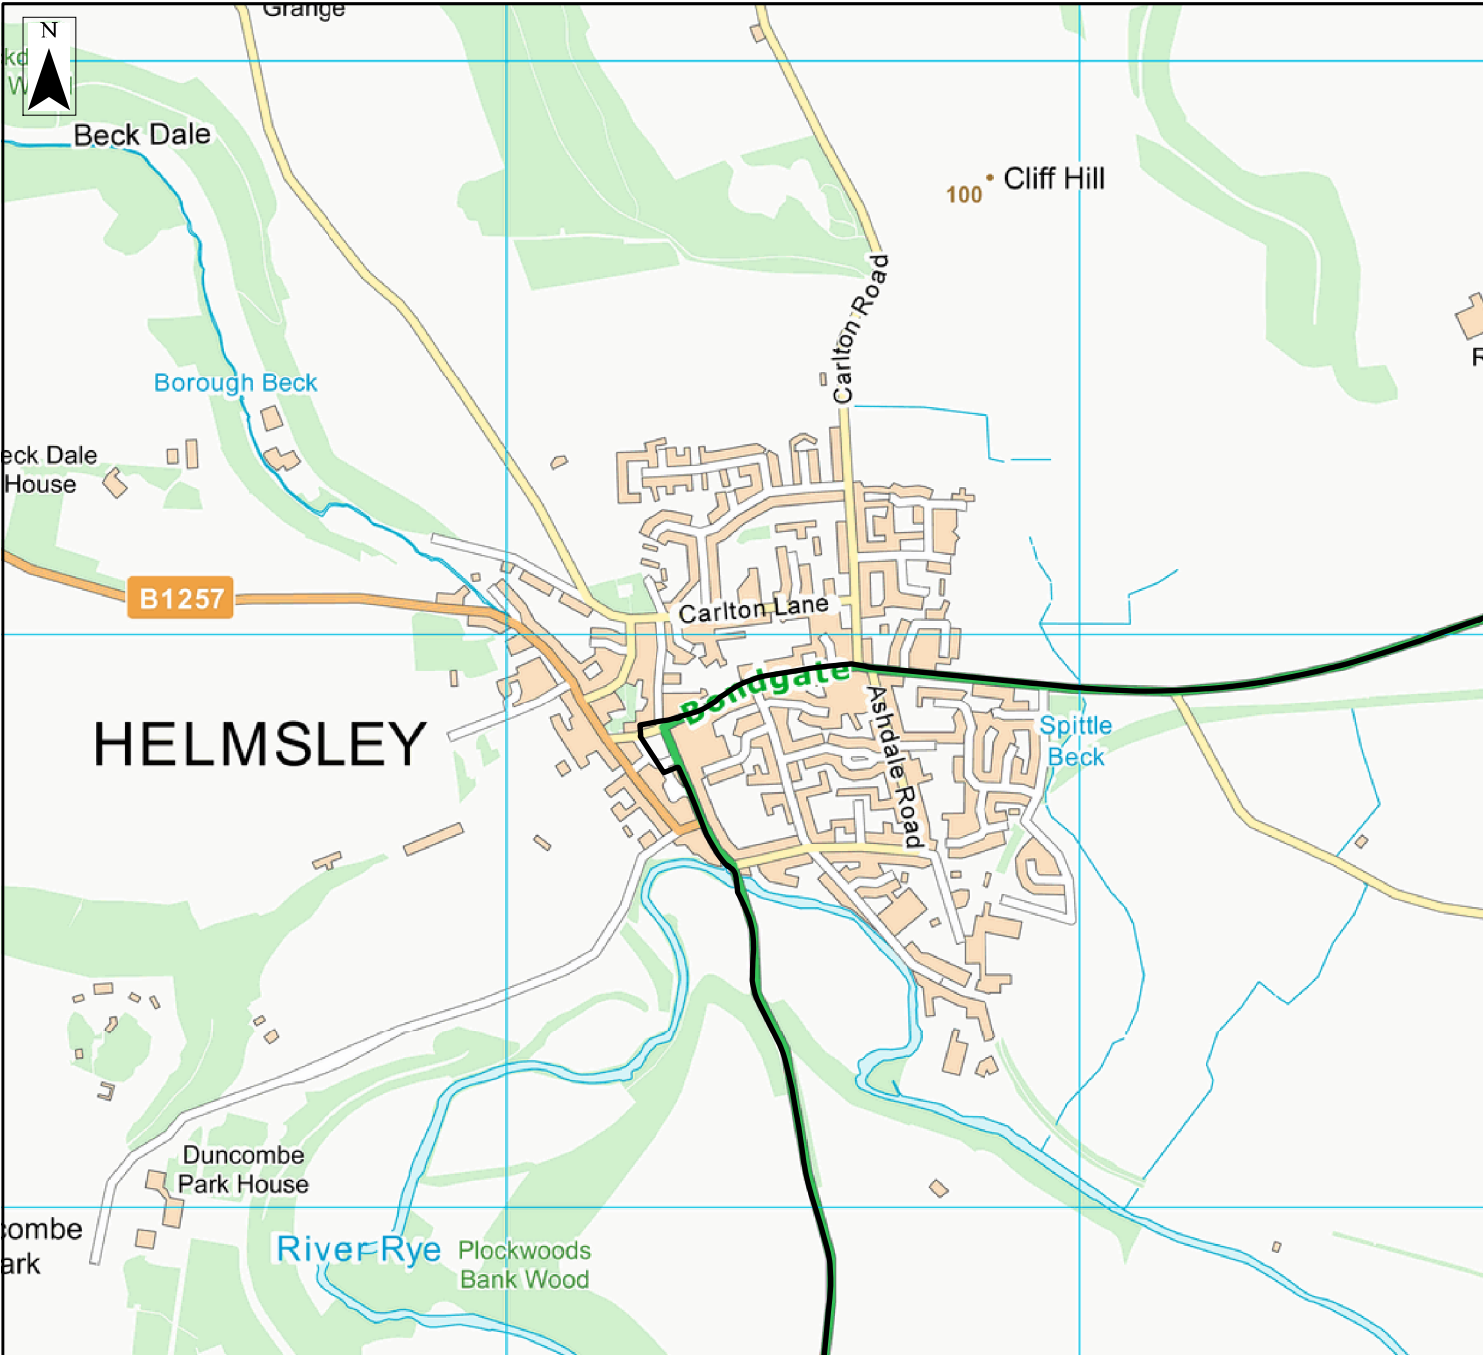 Grange
N
Beck Dale
100
Cliff Hill
Carlton Road
Borough Beck
eck Dale
House
R
B1257
Carlton Lane
Bondgate
HELMSLEY
Ashdale Road
Spittle
Beck
Duncombe
Park House
combe
ark
River Rye
Plockwoods
Bank Wood